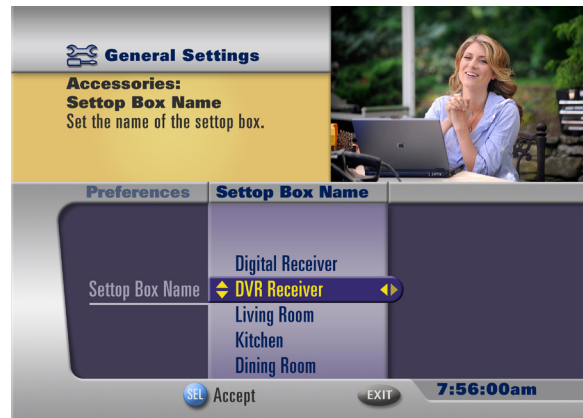 General Settings
Accessories:
Settop Box Name
Set the name of the settop box.
Preferences
Settop Box Name
Digital Receiver
Settop Box Name
DVR Receiver
Living Room
Kitchen
Dining Room
SEL Accept
EXIT
7:56:00am